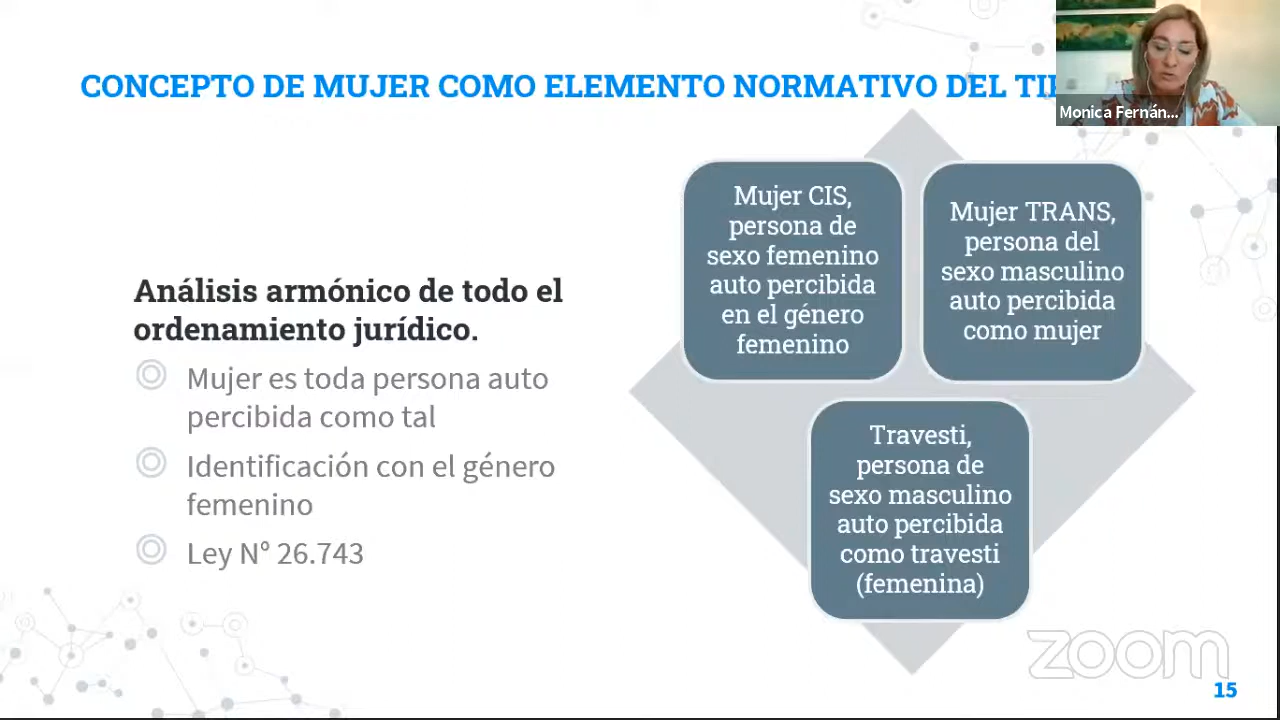 CONCEPTO DE MUJER COMO ELEMENTO NORMATIVO DEL
Monica Fernán...
Análisis armónico de todo el
ordenamiento jurídico.
Mujer es toda persona auto
percibida como tal
Identificación con el género
femenino
Ley N° 26.743
Mujer CIS,
persona de
sexo femenino
auto percibida
en el género
femenino
Mujer TRANS,
persona del
sexo masculino
auto percibida
como mujer
Travesti,
persona de
sexo masculino
auto percibida
como travesti
(femenina)
zoom
15